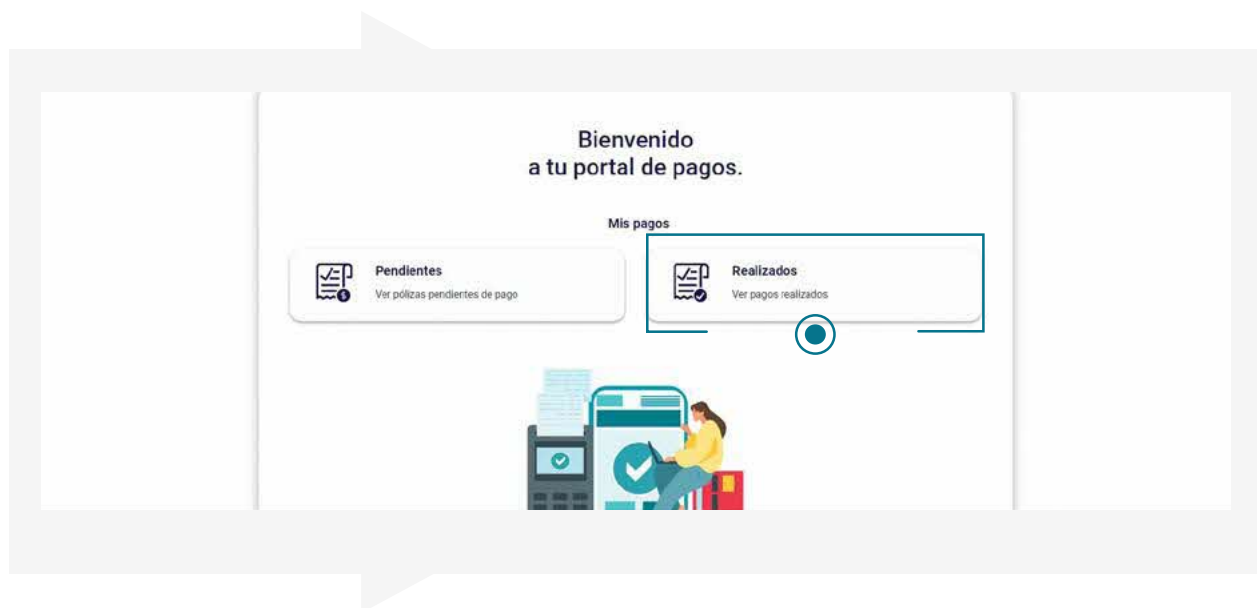 Bienvenido
a tu portal de pagos.
Mis pagos
Pendientes
Ver pólizas pendientes de pago
Realizados
Ver pagos realizados